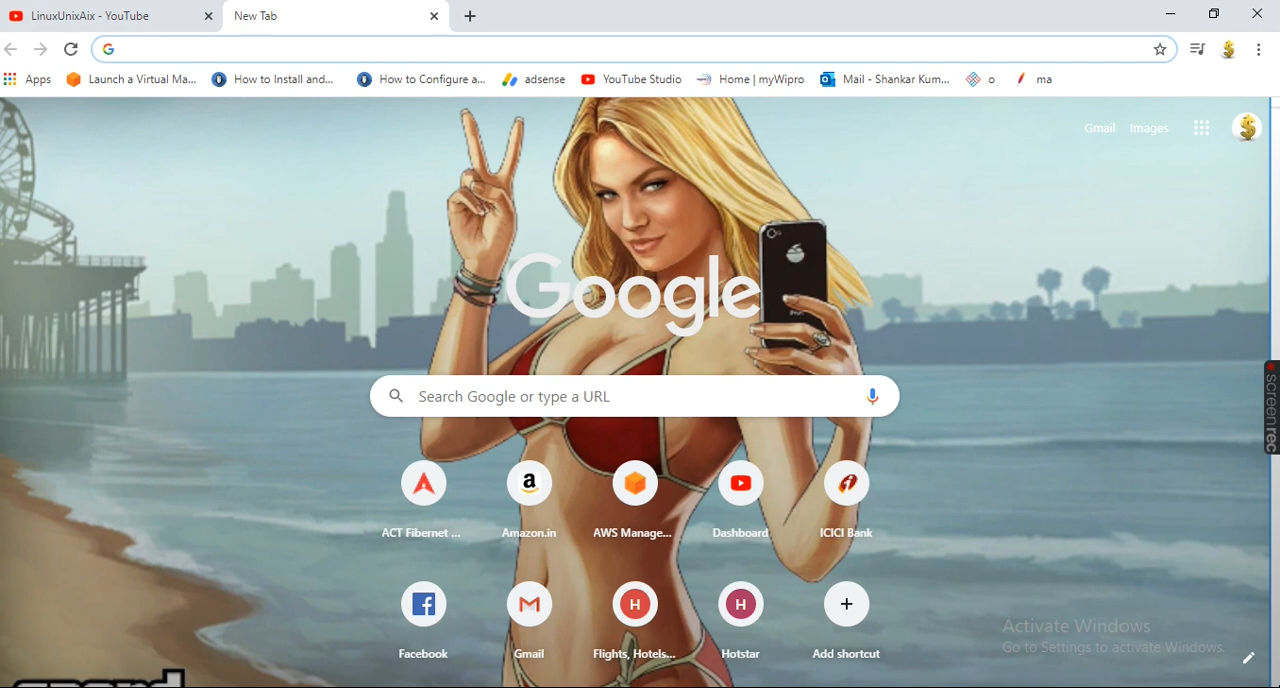 LinuxUnixAix - YouTube
New Tab
Apps
Launch a Virtual Ma...
How to Install and...
How to Configure a...
adsense
YouTube Studio
Home | myWipro
Mail - Shankar Kum...
o
ma
Gmail
Images
Google
Search Google or type a URL
ACT Fibernet ...
Amazon.in
AWS Manage...
Dashboard
ICICI Bank
Facebook
Gmail
Flights, Hotels...
Hotstar
Add shortcut
Activate Windows
Go to Settings to activate Windows.
screenrec